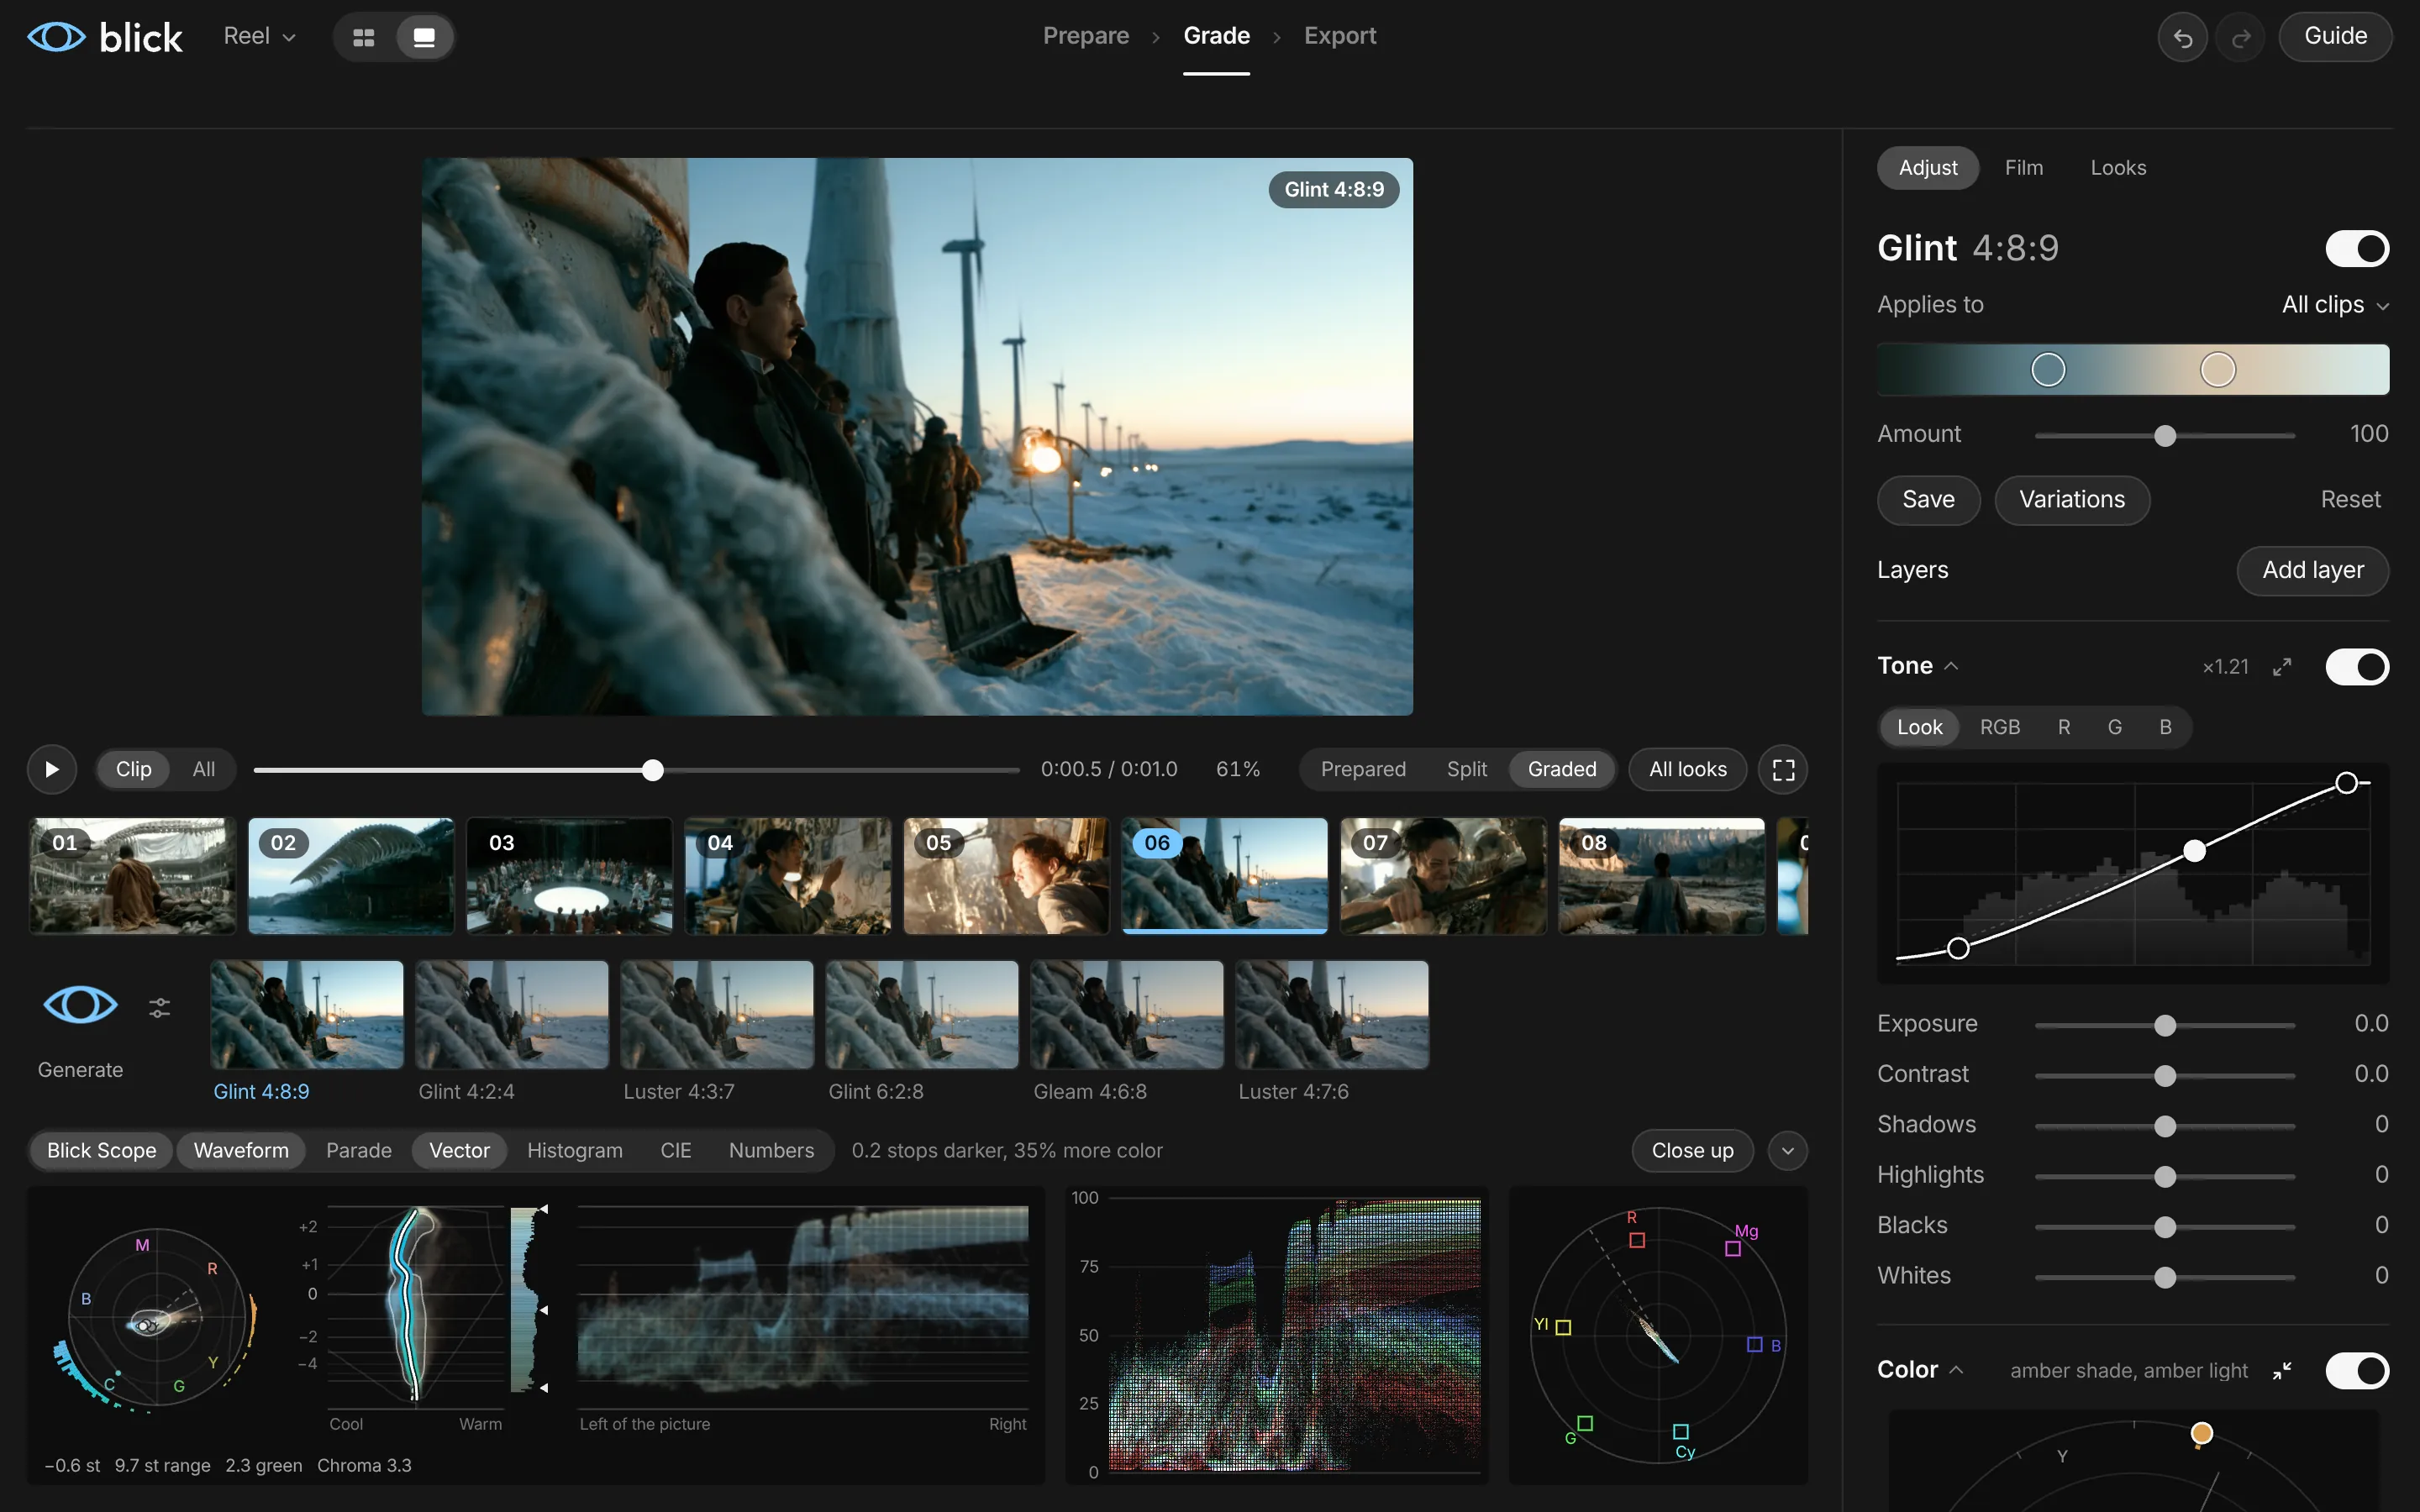 blick Reel Prepare Grade Export Guide
Adjust Film Looks
Glint 4:8:9
Glint 4:8:9
Applies to All clips
Amount 100
Save Variations Reset
Layers Add layer
Tone ×1.21
Look RGB R G B
Clip All 0:00.5 / 0:01.0 61% Prepared Split Graded All looks
01 02 03 04 05 06 07 08
Generate
Glint 4:8:9 Glint 4:2:4 Luster 4:3:7 Glint 6:2:8 Gleam 4:6:8 Luster 4:7:6
Exposure 0.0
Contrast 0.0
Shadows 0
Highlights 0
Blacks 0
Whites 0
Blick Scope Waveform Parade Vector Histogram CIE Numbers 0.2 stops darker, 35% more color Close up
M R B Y C G
+2
+1
0
−2
−4
Cool Warm
Left of the picture Right
100
75
50
25
0
R Mg Yl B G Cy
−0.6 st 9.7 st range 2.3 green Chroma 3.3
Color amber shade, amber light
Y